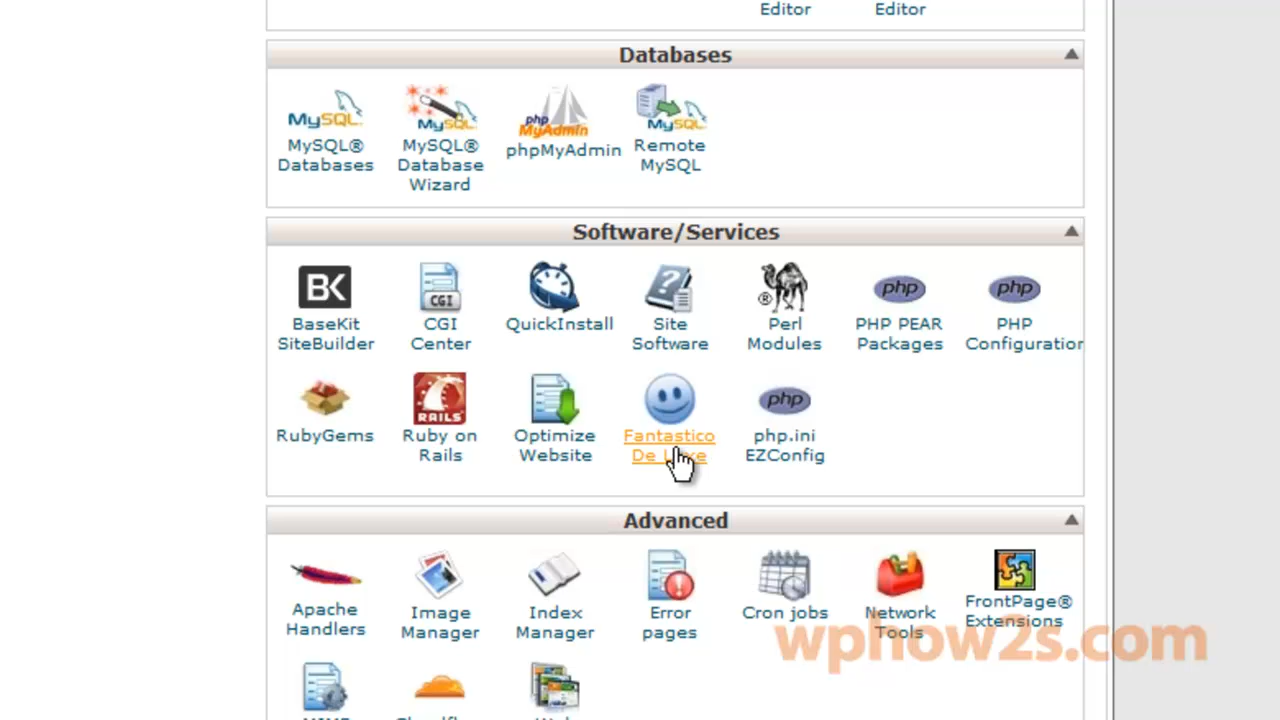 Editor
Editor
Databases
MySQL
MySQL® Databases
MySQL
MySQL® Database Wizard
php MyAdmin
phpMyAdmin
MySQL
Remote MySQL
Software/Services
BK
BaseKit SiteBuilder
CGI
CGI Center
QuickInstall
?
Site Software
®
Perl Modules
php
PHP PEAR Packages
php
PHP Configuration
RubyGems
RAILS
Ruby on Rails
Optimize Website
Fantastico
php
php.ini EZConfig
Advanced
Apache Handlers
Image Manager
Index Manager
Error pages
Cron jobs
Network Tools
FrontPage® Extensions
wphow2s.com